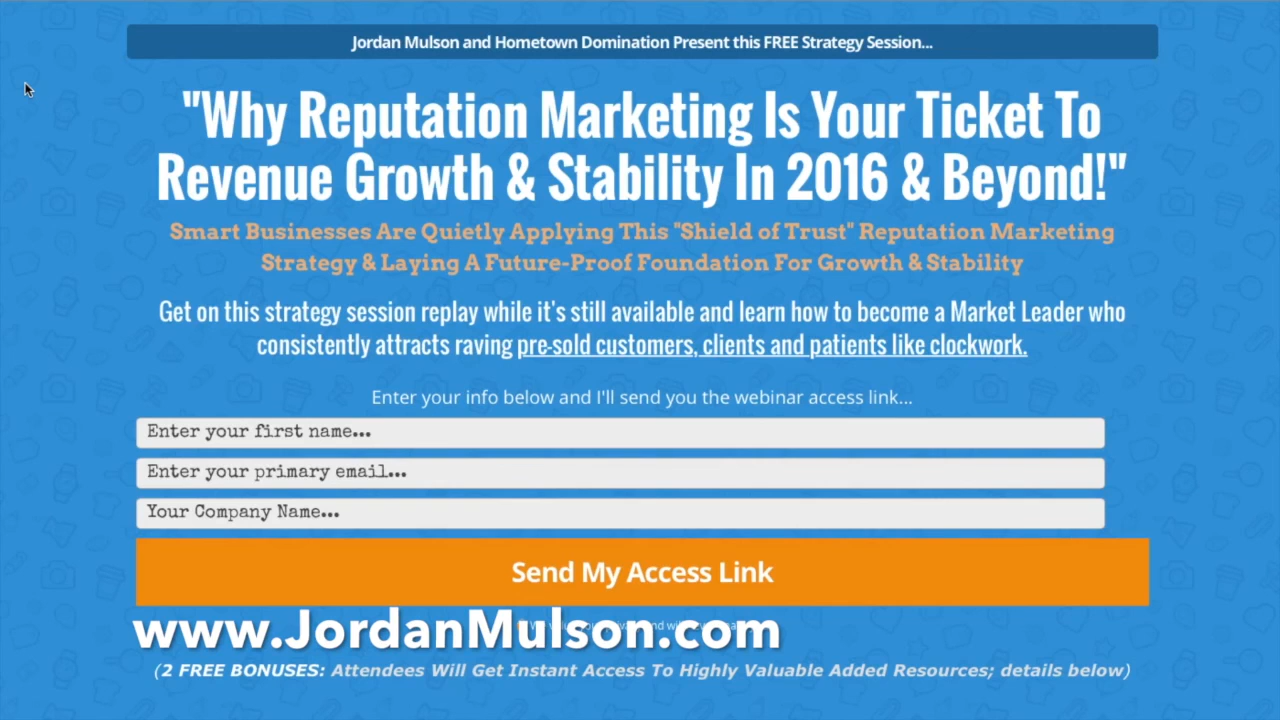 Jordan Mulson and Hometown Domination Present this FREE Strategy Session...
"Why Reputation Marketing Is Your Ticket To
Revenue Growth & Stability In 2016 & Beyond!"
Smart Businesses Are Quietly Applying This "Shield of Trust" Reputation Marketing
Strategy & Laying A Future-Proof Foundation For Growth & Stability
Get on this strategy session replay while it's still available and learn how to become a Market Leader who
consistently attracts raving pre-sold customers, clients and patients like clockwork.
Enter your info below and I'll send you the webinar access link...
Enter your first name...
Enter your primary email...
Your Company Name...
Send My Access Link
www.JordanMulson.com
(2 FREE BONUSES: Attendees Will Get Instant Access To Highly Valuable Added Resources; details below)